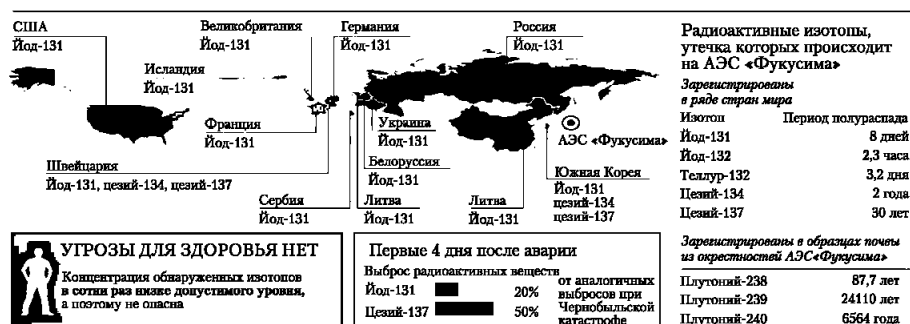 США
Йод-131
Великобритания
Йод-131
Германия
Йод-131
Россия
Йод-131
Исландия
Йод-131
Франция
Йод-131
Украина
Йод-131
АЭС «Фукусима»
Белоруссия
Йод-131
Швейцария
Йод-131, цезий-134, цезий-137
Сербия
Йод-131
Литва
Йод-131
Литва
Йод-131
Южная Корея
Йод-131
цезий-134
цезий-137
Радиоактивные изотопы,
утечка которых происходит
на АЭС «Фукусима»
Зарегистрированы
в ряде стран мира
Изотоп Период полураспада
Йод-131 8 дней
Йод-132 2,3 часа
Теллур-132 3,2 дня
Цезий-134 2 года
Цезий-137 30 лет
Зарегистрированы в образцах почвы
из окрестностей АЭС«Фукусима»
Плутоний-238 87,7 лет
Плутоний-239 24110 лет
Плутоний-240 6564 года
УГРОЗЫ ДЛЯ ЗДОРОВЬЯ НЕТ
Концентрация обнаруженных изотопов
в сотни раз ниже допустимого уровня,
а поэтому не опасна
Первые 4 дня после аварии
Выброс радиоактивных веществ
Йод-131 20%
Цезий-137 50%
от аналогичных
выбросов при
Чернобыльской
катастрофе